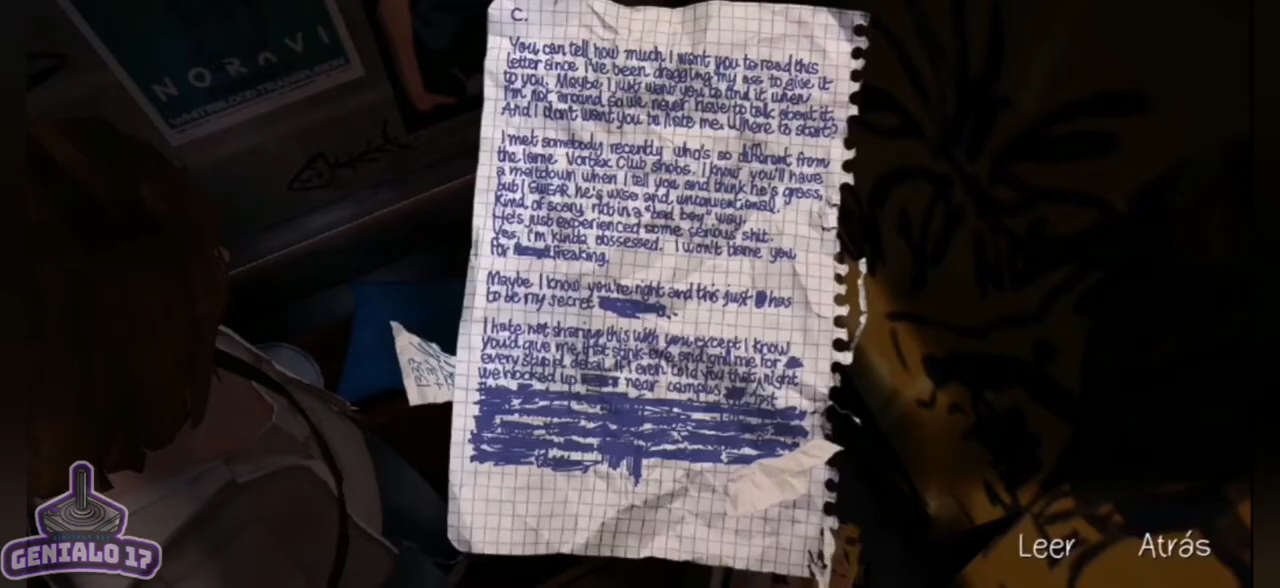 NORAVI
C.
You can tell how much I want you to read this
letter since I've been dragging my ass to give it
to you. Maybe I just want you to find it when
I'm not around so we never have to talk about it.
And I don't want you to hate me. Where to start?
I met somebody recently who's so different from
the lame Vortex Club snobs. I know you'll have
a meltdown when I tell you and think he's gross,
but I SWEAR he's wise and unconventional.
Kind of scary, not in a "bad boy" way.
He's just experienced some serious shit.
Yes, I'm kinda obsessed. I won't blame you
for freaking.
Maybe I know you're right and this just has
to be my secret
I hate not sharing this with you except I know
you'd give me that stink-eye and grill me for
every stupid detail. If I even told you that night
we hooked up near campus just
Leer Atrás
GENIALO 17